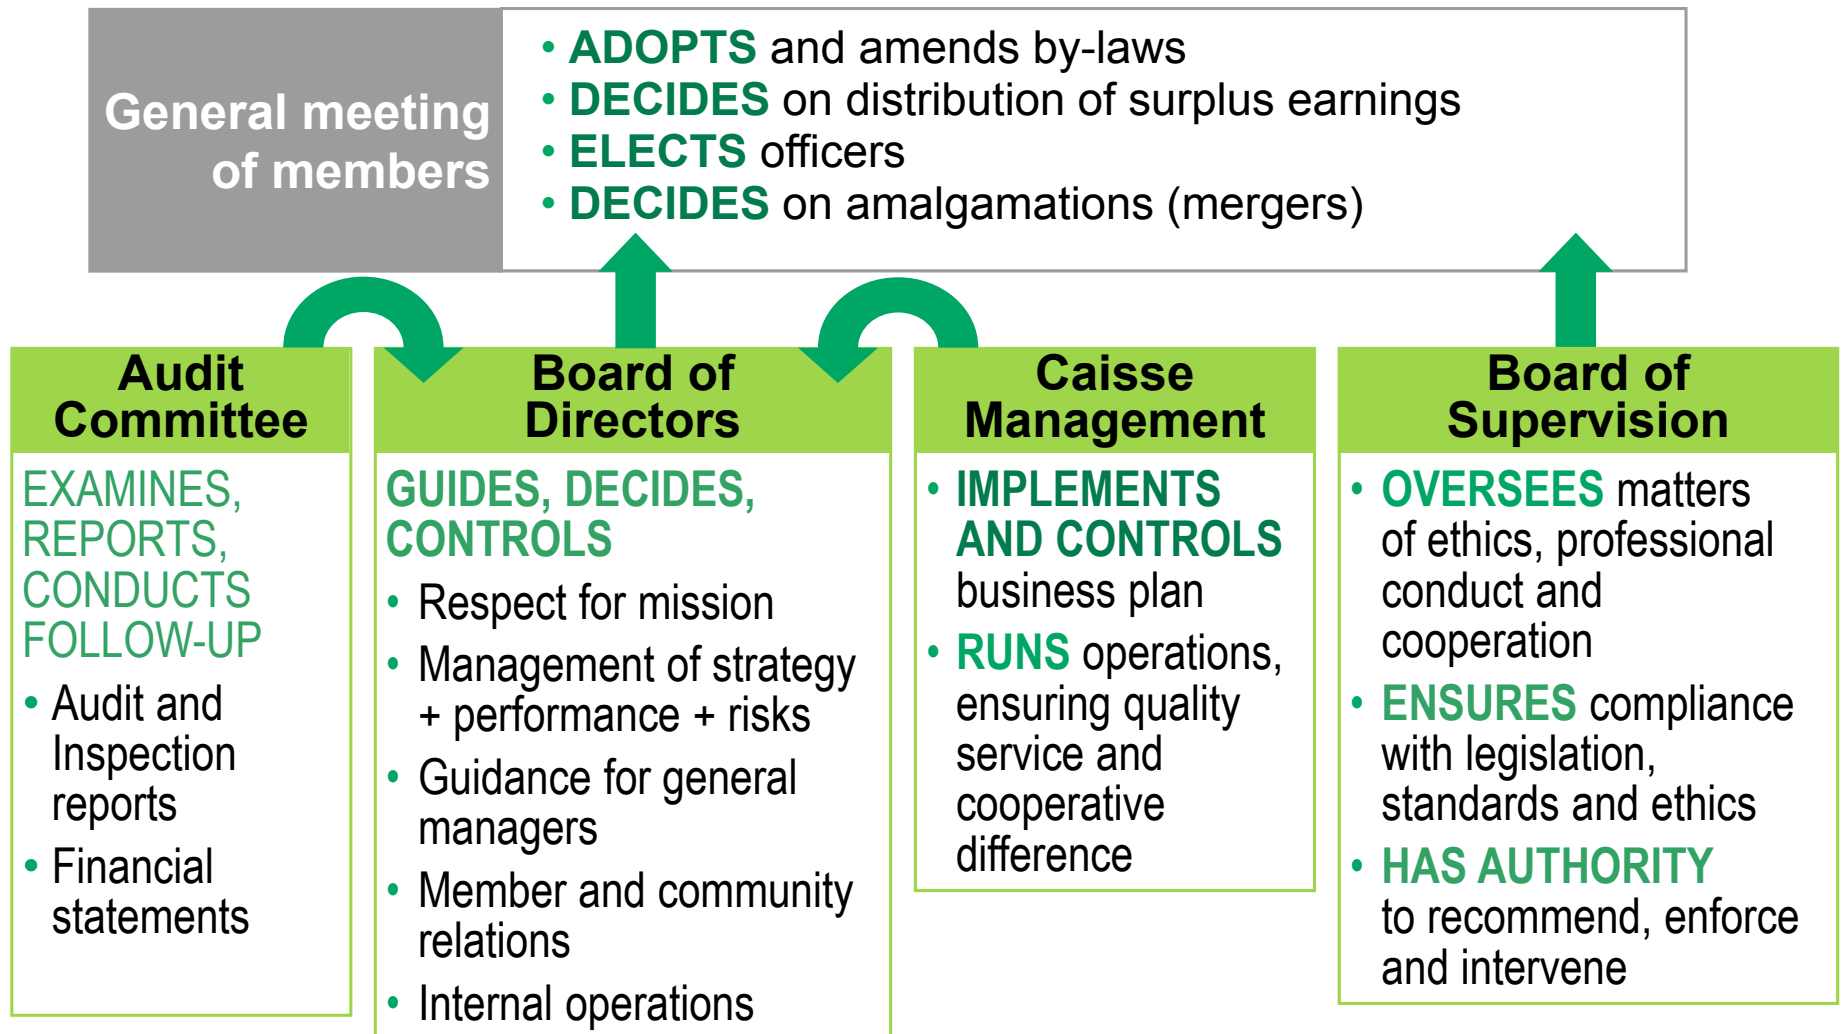 General meeting
of members
• ADOPTS and amends by-laws
• DECIDES on distribution of surplus earnings
• ELECTS officers
• DECIDES on amalgamations (mergers)
Audit
Committee
EXAMINES,
REPORTS,
CONDUCTS
FOLLOW-UP
• Audit and
Inspection
reports
• Financial
statements
Board of
Directors
GUIDES, DECIDES,
CONTROLS
• Respect for mission
• Management of strategy
+ performance + risks
• Guidance for general
managers
• Member and community
relations
• Internal operations
Caisse
Management
• IMPLEMENTS
AND CONTROLS
business plan
• RUNS operations,
ensuring quality
service and
cooperative
difference
Board of
Supervision
• OVERSEES matters
of ethics, professional
conduct and
cooperation
• ENSURES compliance
with legislation,
standards and ethics
• HAS AUTHORITY
to recommend, enforce
and intervene